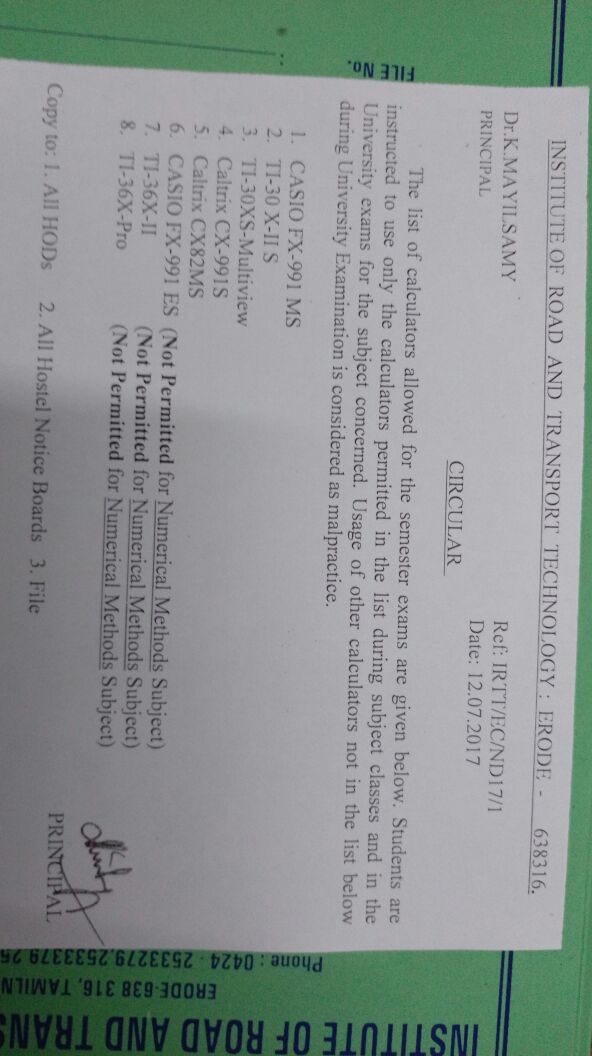 INSTITUTE OF ROAD AND TRANSPORT TECHNOLOGY : ERODE - 638316.
Dr.K.MAYILSAMY Ref: IRTT/EC/ND17/1
PRINCIPAL Date: 12.07.2017
CIRCULAR
The list of calculators allowed for the semester exams are given below. Students are
instructed to use only the calculators permitted in the list during subject classes and in the
University exams for the subject concerned. Usage of other calculators not in the list below
during University Examination is considered as malpractice.
1. CASIO FX-991 MS
2. TI-30 X-II S
3. TI-30XS-Multiview
4. Caltrix CX-991S
5. Caltrix CX82MS
6. CASIO FX-991 ES (Not Permitted for Numerical Methods Subject)
7. TI-36X-II (Not Permitted for Numerical Methods Subject)
8. TI-36X-Pro (Not Permitted for Numerical Methods Subject)
PRINCIPAL
Copy to: 1. All HODs 2. All Hostel Notice Boards 3. File
FILE No.
INSTITUTE OF ROAD AND TRANS
ERODE-638 316, TAMILN
Phone : 0424 - 2533279,2533379,25